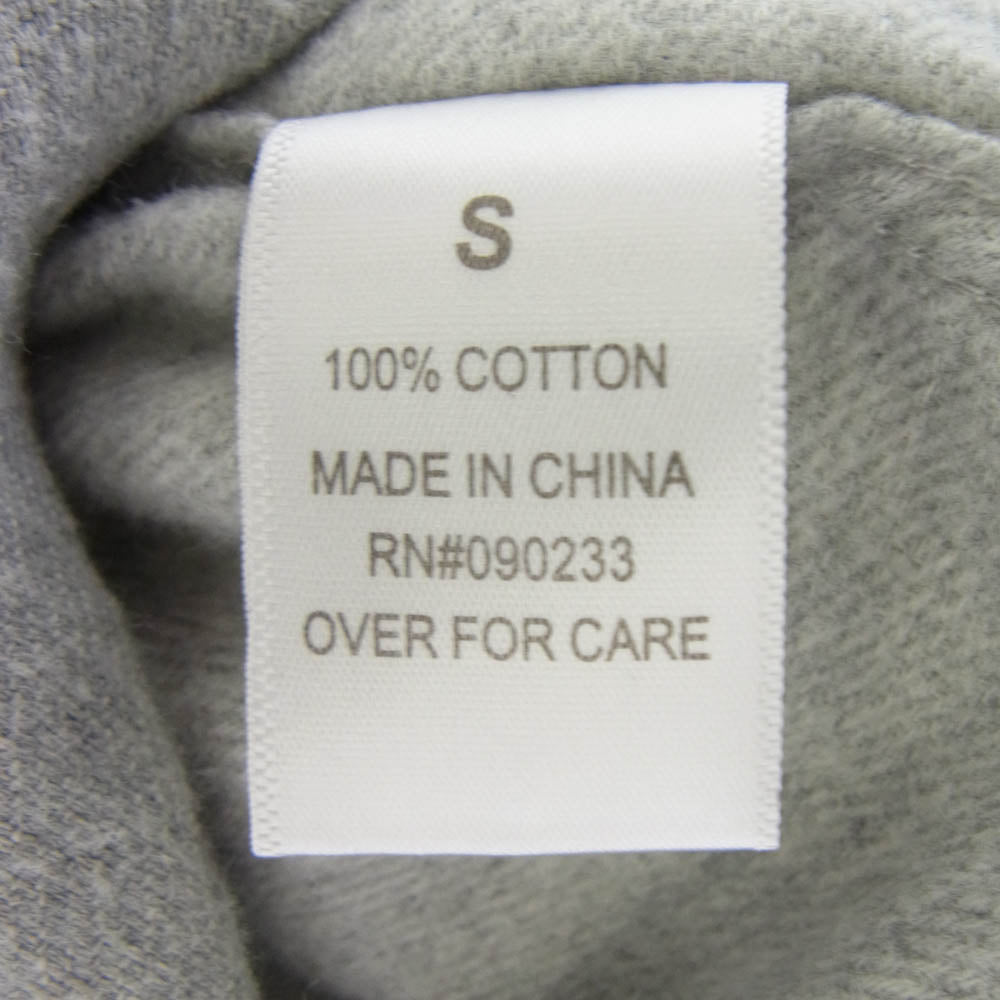 S
100% COTTON
MADE IN CHINA
RN#090233
OVER FOR CARE